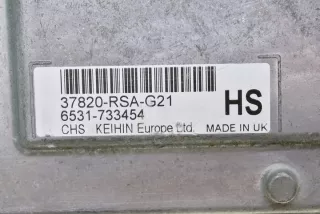 37820-RSA-G21
6531-733454 HS
CHS KEIHIN Europe Ltd. MADE IN UK